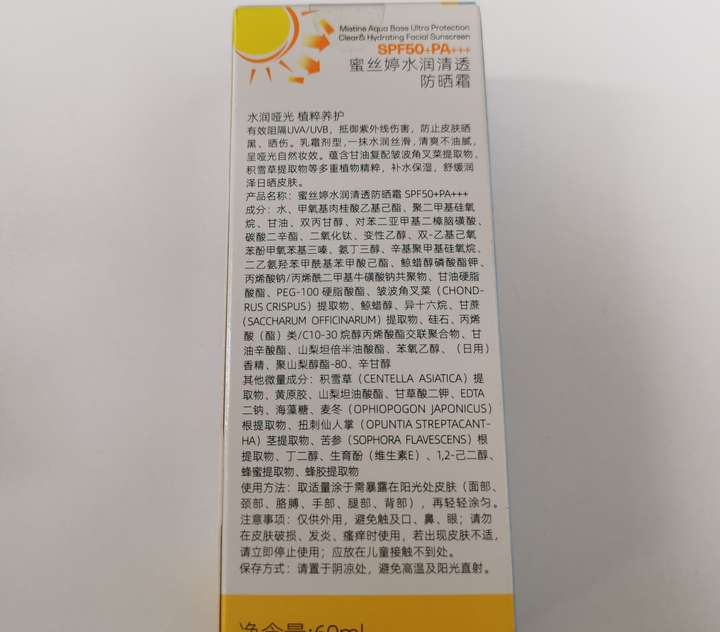 Mistine Aqua Base Ultra Protection
Clear& Hydrating Facial Sunscreen
SPF50+PA+++
蜜丝婷水润清透
防晒霜
水润哑光 植粹养护
有效阻隔UVA/UVB，抵御紫外线伤害，防止皮肤晒
黑、晒伤。乳霜剂型,一抹水润丝滑,清爽不油腻,
呈哑光自然妆效。蕴含甘油复配皱波角叉菜提取物、
积雪草提取物等多重植物精粹，补水保湿，舒缓润
泽日晒皮肤。
产品名称：蜜丝婷水润清透防晒霜 SPF50+PA+++
成分：水、甲氧基肉桂酸乙基己酯、聚二甲基硅氧
烷、甘油、双丙甘醇、对苯二亚甲基二樟脑磺酸、
碳酸二辛酯、二氧化钛、变性乙醇、双-乙基己氧
苯酚甲氧苯基三嗪、氨丁三醇、辛基聚甲基硅氧烷、
二乙氨羟苯甲酰基苯甲酸己酯、鲸蜡醇磷酸酯钾、
丙烯酸钠/丙烯酰二甲基牛磺酸钠共聚物、甘油硬脂
酸酯、PEG-100 硬脂酸酯、皱波角叉菜（CHOND-
RUS CRISPUS）提取物、鲸蜡醇、异十六烷、甘蔗
（SACCHARUM OFFICINARUM）提取物、硅石、丙烯
酸（酯）类/C10-30 烷醇丙烯酸酯交联聚合物、甘
油辛酸酯、山梨坦倍半油酸酯、苯氧乙醇、（日用）
香精、聚山梨醇酯-80、辛甘醇
其他微量成分：积雪草（CENTELLA ASIATICA）提
取物、黄原胶、山梨坦油酸酯、甘草酸二钾、EDTA
二钠、海藻糖、麦冬（OPHIOPOGON JAPONICUS）
根提取物、扭刺仙人掌（OPUNTIA STREPTACANT-
HA）茎提取物、苦参（SOPHORA FLAVESCENS）根
提取物、丁二醇、生育酚（维生素E）、1,2-己二醇、
蜂蜜提取物、蜂胶提取物
使用方法：取适量涂于需暴露在阳光处皮肤（面部、
颈部、胳膊、手部、腿部、背部），再轻轻涂匀。
注意事项：仅供外用，避免触及口、鼻、眼；请勿
在皮肤破损、发炎、瘙痒时使用，若出现皮肤不适，
请立即停止使用；应放在儿童接触不到处。
保存方式：请置于阴凉处，避免高温及阳光直射。
净含量:60ml